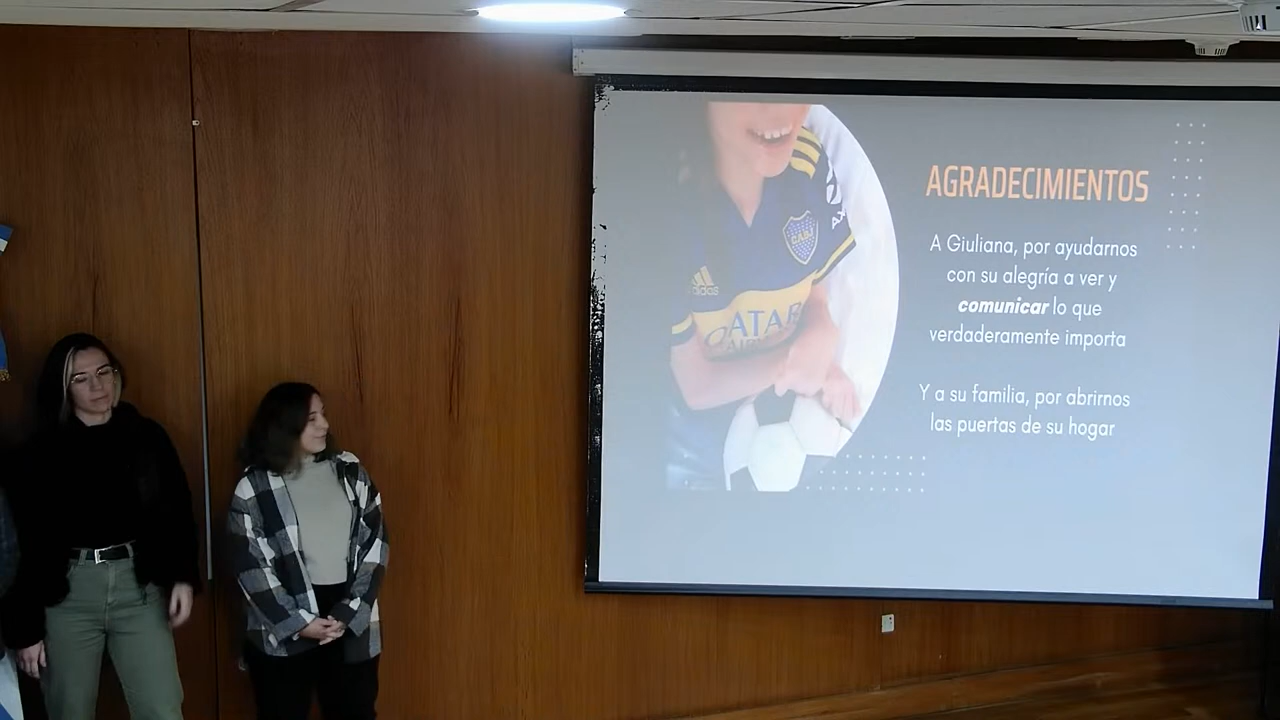 AGRADECIMIENTOS
A Giuliana, por ayudarnos
con su alegría a ver y
comunicar lo que
verdaderamente importa
Y a su familia, por abrirnos
las puertas de su hogar
CABJ
adidas
QATAR